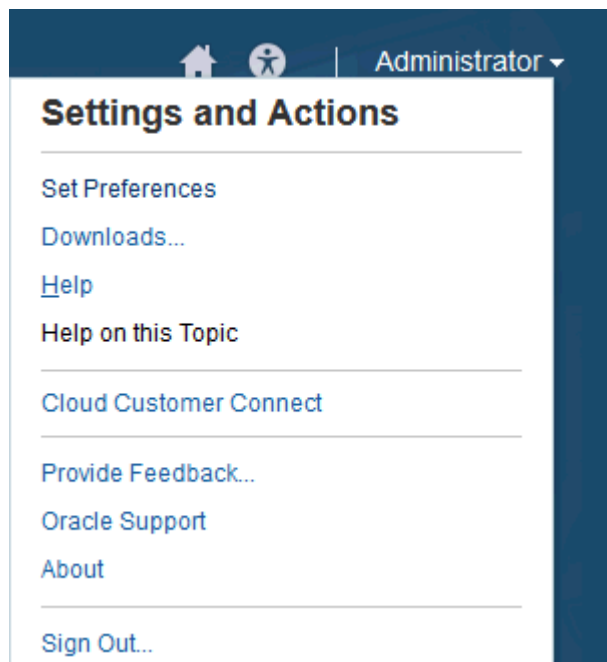 Administrator
Settings and Actions
Set Preferences
Downloads...
Help
Help on this Topic
Cloud Customer Connect
Provide Feedback...
Oracle Support
About
Sign Out...